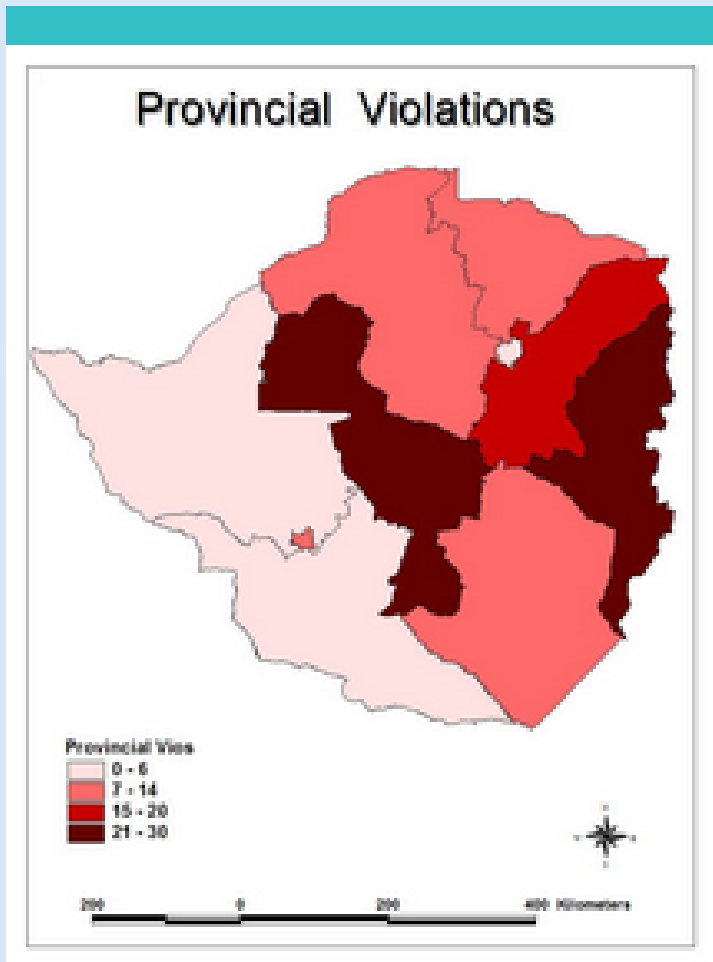 Provincial Violations
Provincial Vios
0 - 6
7 - 14
15 - 20
21 - 30
200 0 200 400 Kilometers